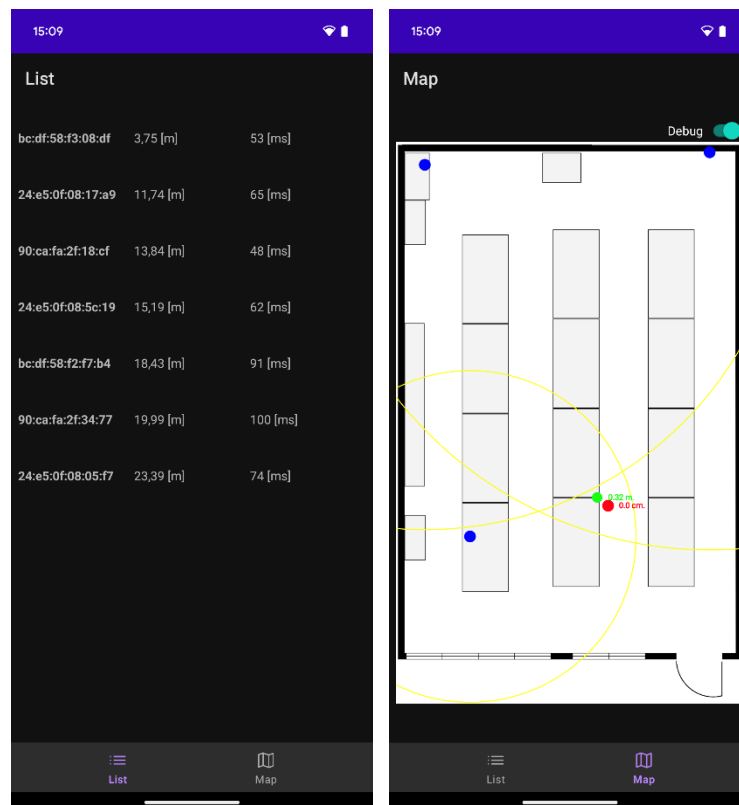 15:09
List
bc:df:58:f3:08:df 3,75 [m] 53 [ms]
24:e5:0f:08:17:a9 11,74 [m] 65 [ms]
90:ca:fa:2f:18:cf 13,84 [m] 48 [ms]
24:e5:0f:08:5c:19 15,19 [m] 62 [ms]
bc:df:58:f2:f7:b4 18,43 [m] 91 [ms]
90:ca:fa:2f:34:77 19,99 [m] 100 [ms]
24:e5:0f:08:05:f7 23,39 [m] 74 [ms]
List Map
15:09
Map
Debug
0.32 m.
0.0 cm.
List Map